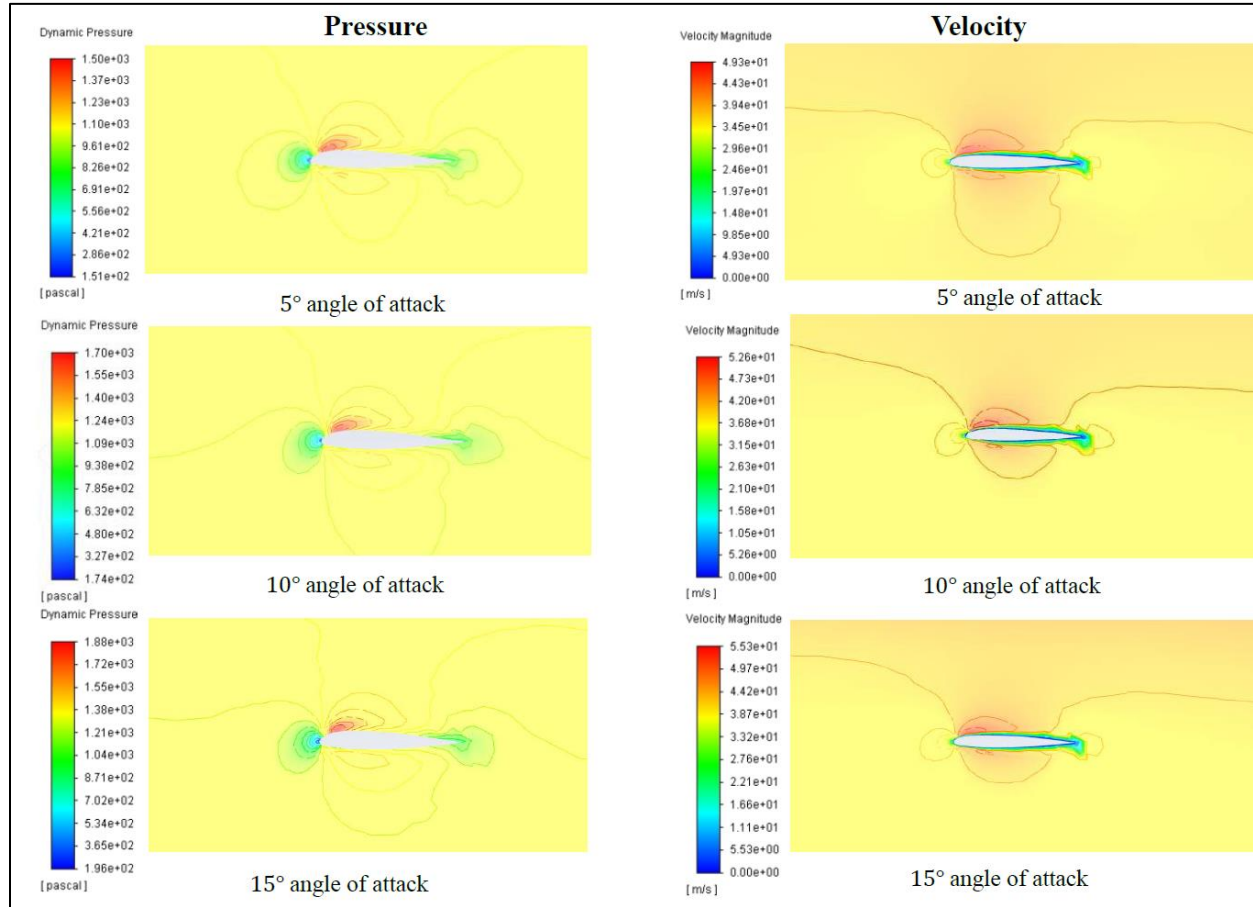 Pressure
Velocity
Dynamic Pressure
1.50e+03
1.37e+03
1.23e+03
1.10e+03
9.61e+02
8.26e+02
6.91e+02
5.56e+02
4.21e+02
2.86e+02
1.51e+02
[ pascal ]
5° angle of attack
Velocity Magnitude
4.93e+01
4.43e+01
3.94e+01
3.45e+01
2.96e+01
2.46e+01
1.97e+01
1.48e+01
9.85e+00
4.93e+00
0.00e+00
[ m/s ]
5° angle of attack
Dynamic Pressure
1.70e+03
1.55e+03
1.40e+03
1.24e+03
1.09e+03
9.38e+02
7.85e+02
6.32e+02
4.80e+02
3.27e+02
1.74e+02
[ pascal ]
10° angle of attack
Velocity Magnitude
5.26e+01
4.73e+01
4.21e+01
3.68e+01
3.15e+01
2.63e+01
2.10e+01
1.58e+01
1.05e+01
5.26e+00
0.00e+00
[ m/s ]
10° angle of attack
Dynamic Pressure
1.88e+03
1.72e+03
1.55e+03
1.38e+03
1.21e+03
1.04e+03
8.71e+02
7.02e+02
5.34e+02
3.65e+02
1.96e+02
[ pascal ]
15° angle of attack
Velocity Magnitude
5.53e+01
4.97e+01
4.42e+01
3.87e+01
3.32e+01
2.76e+01
2.21e+01
1.66e+01
1.11e+01
5.53e+00
0.00e+00
[ m/s ]
15° angle of attack